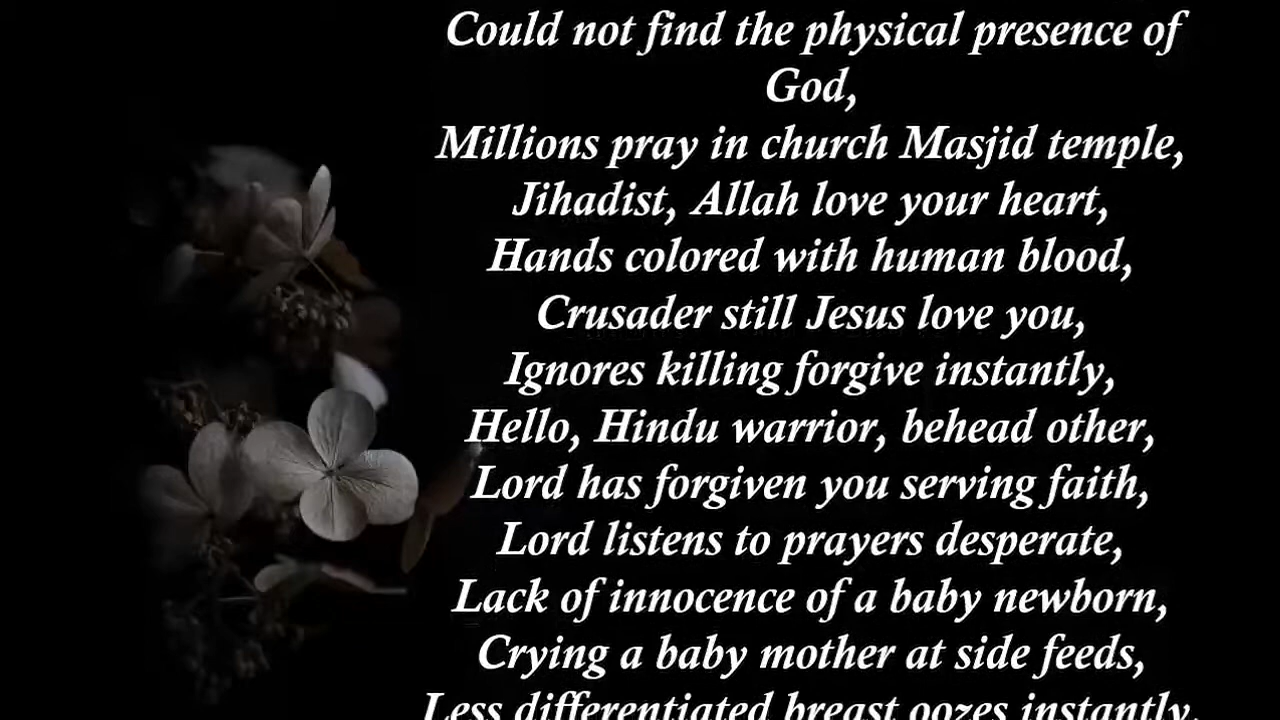 Could not find the physical presence of
God,
Millions pray in church Masjid temple,
Jihadist, Allah love your heart,
Hands colored with human blood,
Crusader still Jesus love you,
Ignores killing forgive instantly,
Hello, Hindu warrior, behead other,
Lord has forgiven you serving faith,
Lord listens to prayers desperate,
Lack of innocence of a baby newborn,
Crying a baby mother at side feeds,
Less differentiated breast oozes instantly,